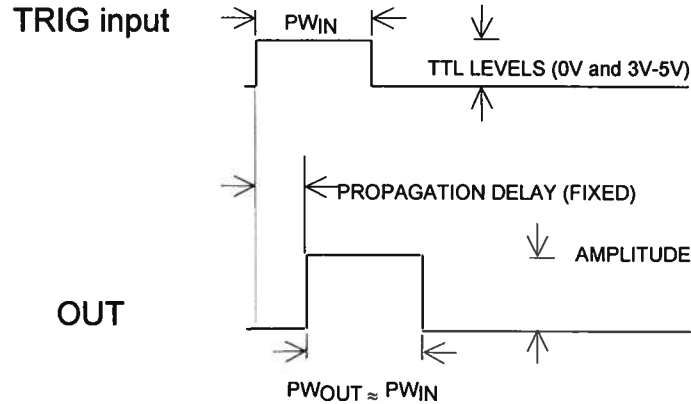 TRIG input
PWIN
TTL LEVELS (0V and 3V-5V)
PROPAGATION DELAY (FIXED)
AMPLITUDE
OUT
PWOUT ≈ PWIN